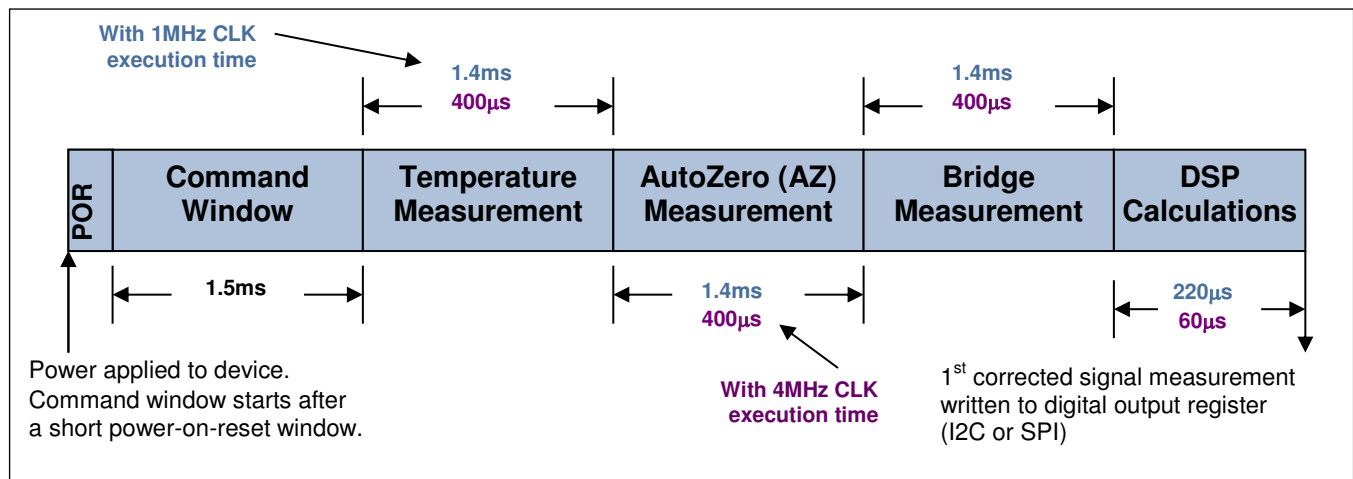 With 1MHz CLK
execution time
1.4ms
400µs
1.4ms
400µs
POR
Command
Window
Temperature
Measurement
AutoZero (AZ)
Measurement
Bridge
Measurement
DSP
Calculations
1.5ms
1.4ms
400µs
220µs
60µs
Power applied to device.
Command window starts after
a short power-on-reset window.
With 4MHz CLK
execution time
1st corrected signal measurement
written to digital output register
(I2C or SPI)